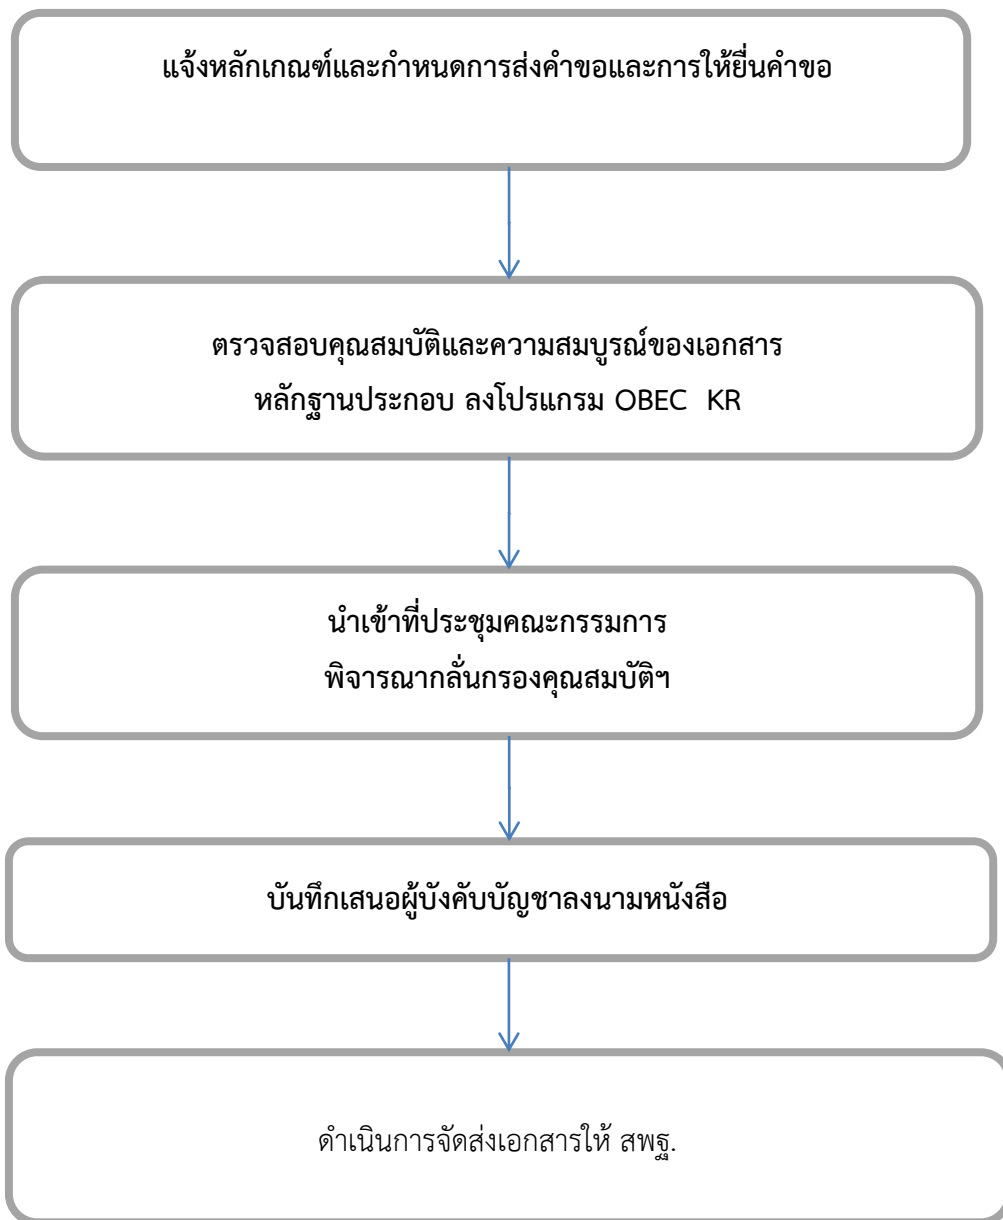 แจ้งหลักเกณฑ์และกำหนดการส่งคำขอและการให้ยื่นคำขอ
ตรวจสอบคุณสมบัติและความสมบูรณ์ของเอกสาร
หลักฐานประกอบ ลงโปรแกรม OBEC  KR
นำเข้าที่ประชุมคณะกรรมการ
พิจารณากลั่นกรองคุณสมบัติฯ
บันทึกเสนอผู้บังคับบัญชาลงนามหนังสือ
ดำเนินการจัดส่งเอกสารให้ สพฐ.